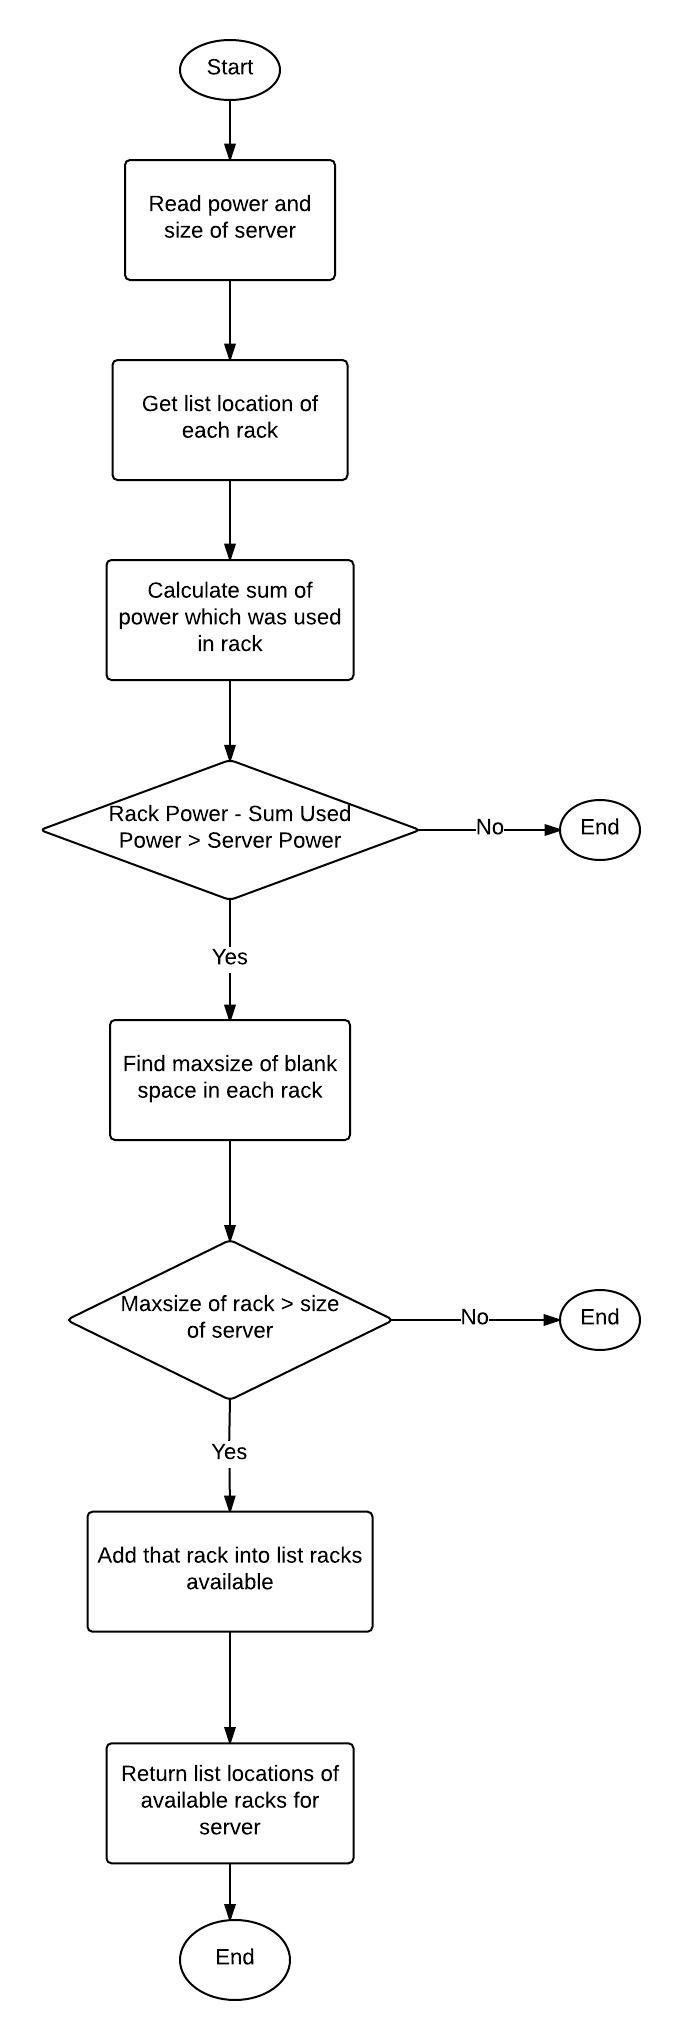 Start
Read power and
size of server
Get list location of
each rack
Calculate sum of
power which was used
in rack
Rack Power - Sum Used
Power > Server Power
No
End
Yes
Find maxsize of blank
space in each rack
Maxsize of rack > size
of server
No
End
Yes
Add that rack into list racks
available
Return list locations of
available racks for
server
End